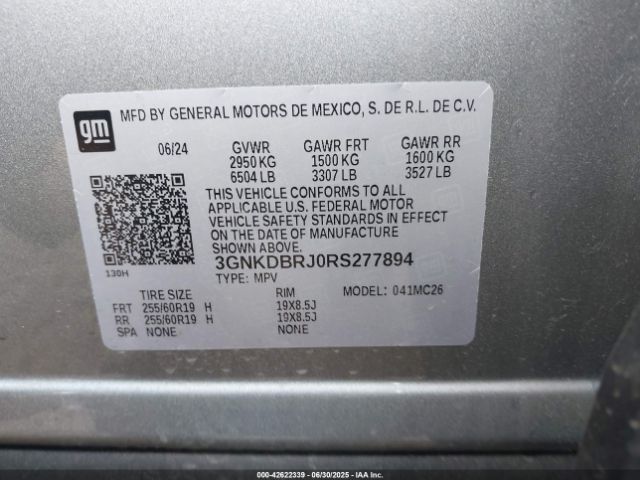 gm
MFD BY GENERAL MOTORS DE MEXICO, S. DE R.L. DE C.V.
06/24 GVWR GAWR FRT GAWR RR
2950 KG 1500 KG 1600 KG
6504 LB 3307 LB 3527 LB
THIS VEHICLE CONFORMS TO ALL
APPLICABLE U.S. FEDERAL MOTOR
VEHICLE SAFETY STANDARDS IN EFFECT
ON THE DATE OF MANUFACTURE
SHOWN ABOVE.
130H
3GNKDBRJ0RS277894
TYPE: MPV
TIRE SIZE RIM MODEL: 041MC26
FRT 255/60R19 H 19X8.5J
RR 255/60R19 H 19X8.5J
SPA NONE NONE
000-42622339 - 06/30/2025 - IAAI, Inc.